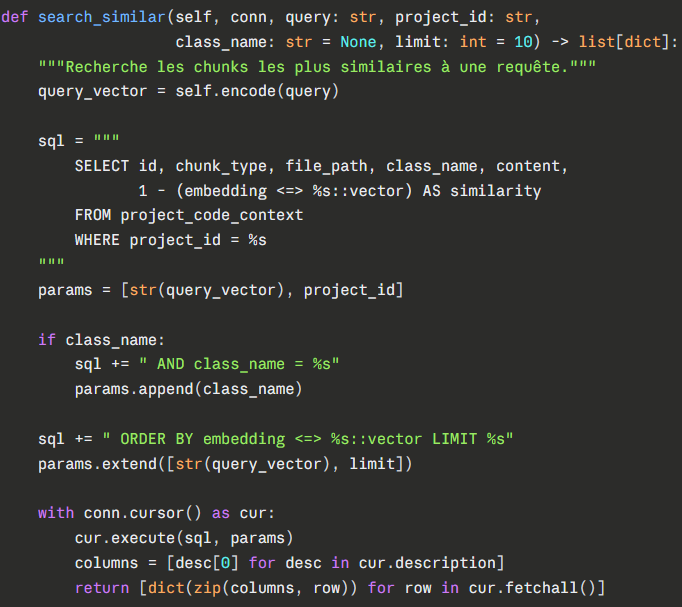 def search_similar(self, conn, query: str, project_id: str,
                   class_name: str = None, limit: int = 10) -> list[dict]:
    """Recherche les chunks les plus similaires à une requête."""
    query_vector = self.encode(query)

    sql = """
        SELECT id, chunk_type, file_path, class_name, content,
               1 - (embedding <=> %s::vector) AS similarity
        FROM project_code_context
        WHERE project_id = %s
    """
    params = [str(query_vector), project_id]

    if class_name:
        sql += " AND class_name = %s"
        params.append(class_name)

    sql += " ORDER BY embedding <=> %s::vector LIMIT %s"
    params.extend([str(query_vector), limit])

    with conn.cursor() as cur:
        cur.execute(sql, params)
        columns = [desc[0] for desc in cur.description]
        return [dict(zip(columns, row)) for row in cur.fetchall()]